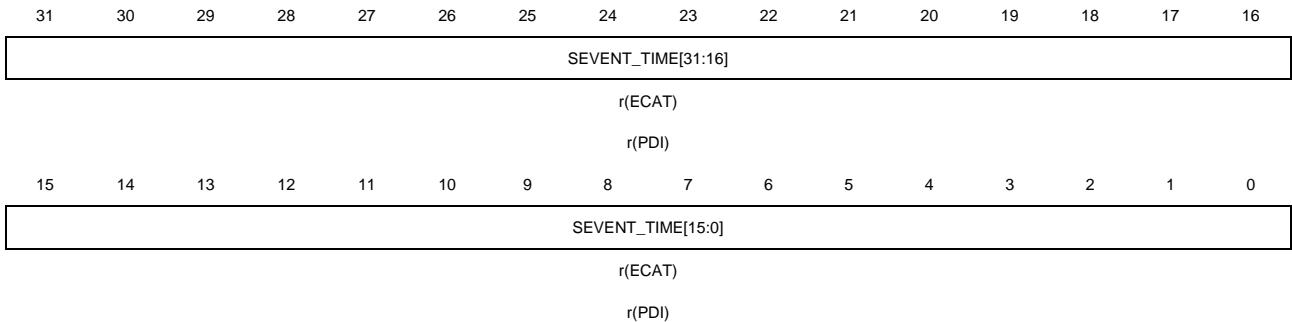 31 30 29 28 27 26 25 24 23 22 21 20 19 18 17 16
SEVENT_TIME[31:16]
r(ECAT)
r(PDI)
15 14 13 12 11 10 9 8 7 6 5 4 3 2 1 0
SEVENT_TIME[15:0]
r(ECAT)
r(PDI)